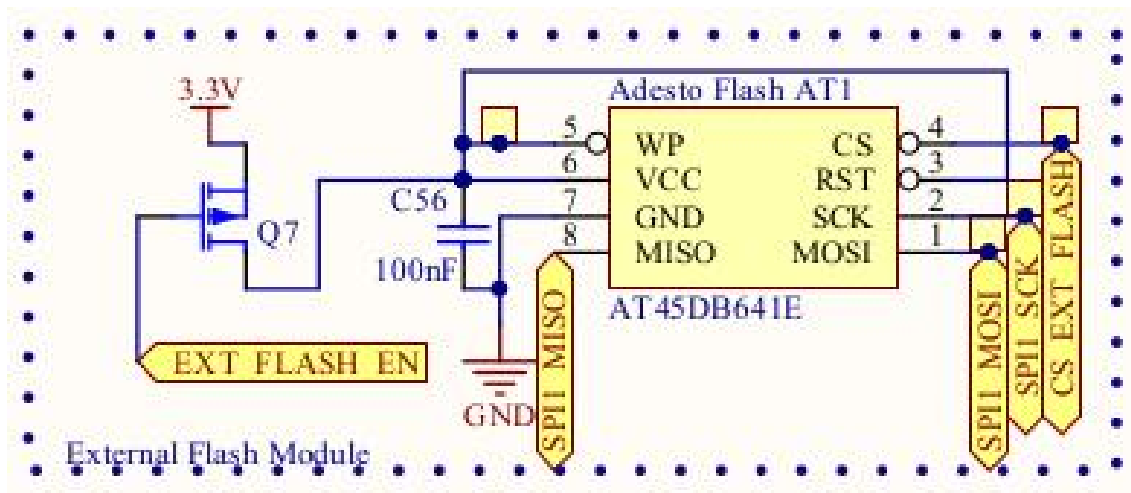 3.3V
Adesto Flash AT1
5 WP CS 4
6 VCC RST 3
C56
7 GND SCK 2
Q7
8 MISO MOSI 1
100nF
AT45DB641E
EXT FLASH EN
GND
SPI1 MISO
SPI1 MOSI
SPI1 SCK
CS EXT FLASH
External Flash Module